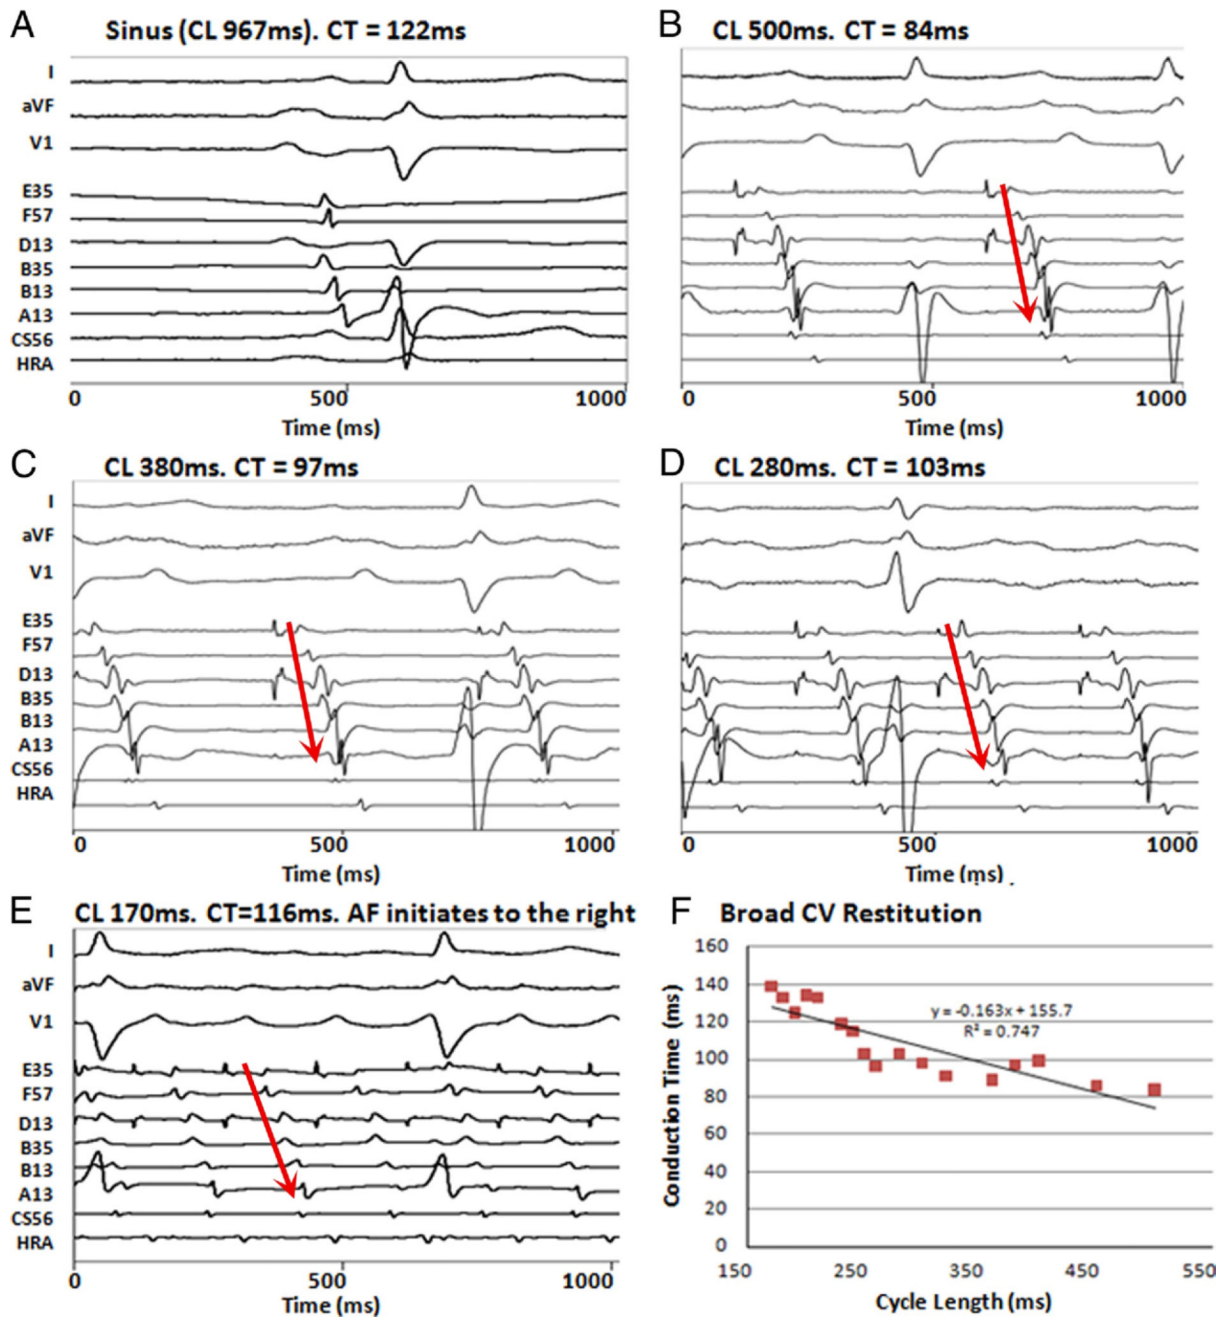 A
Sinus (CL 967ms). CT = 122ms
I
aVF
V1
E35
F57
D13
B35
B13
A13
CS56
HRA
0 500 1000
Time (ms)
B
CL 500ms. CT = 84ms
0 500 1000
Time (ms)
C
CL 380ms. CT = 97ms
I
aVF
V1
E35
F57
D13
B35
B13
A13
CS56
HRA
0 500 1000
Time (ms)
D
CL 280ms. CT = 103ms
0 500 1000
Time (ms)
E
CL 170ms. CT=116ms. AF initiates to the right
I
aVF
V1
E35
F57
D13
B35
B13
A13
CS56
HRA
0 500 1000
Time (ms)
F
Broad CV Restitution
Conduction Time (ms)
160
140
120
100
80
60
40
20
0
y = -0.163x + 155.7
R² = 0.747
150 250 350 450 550
Cycle Length (ms)